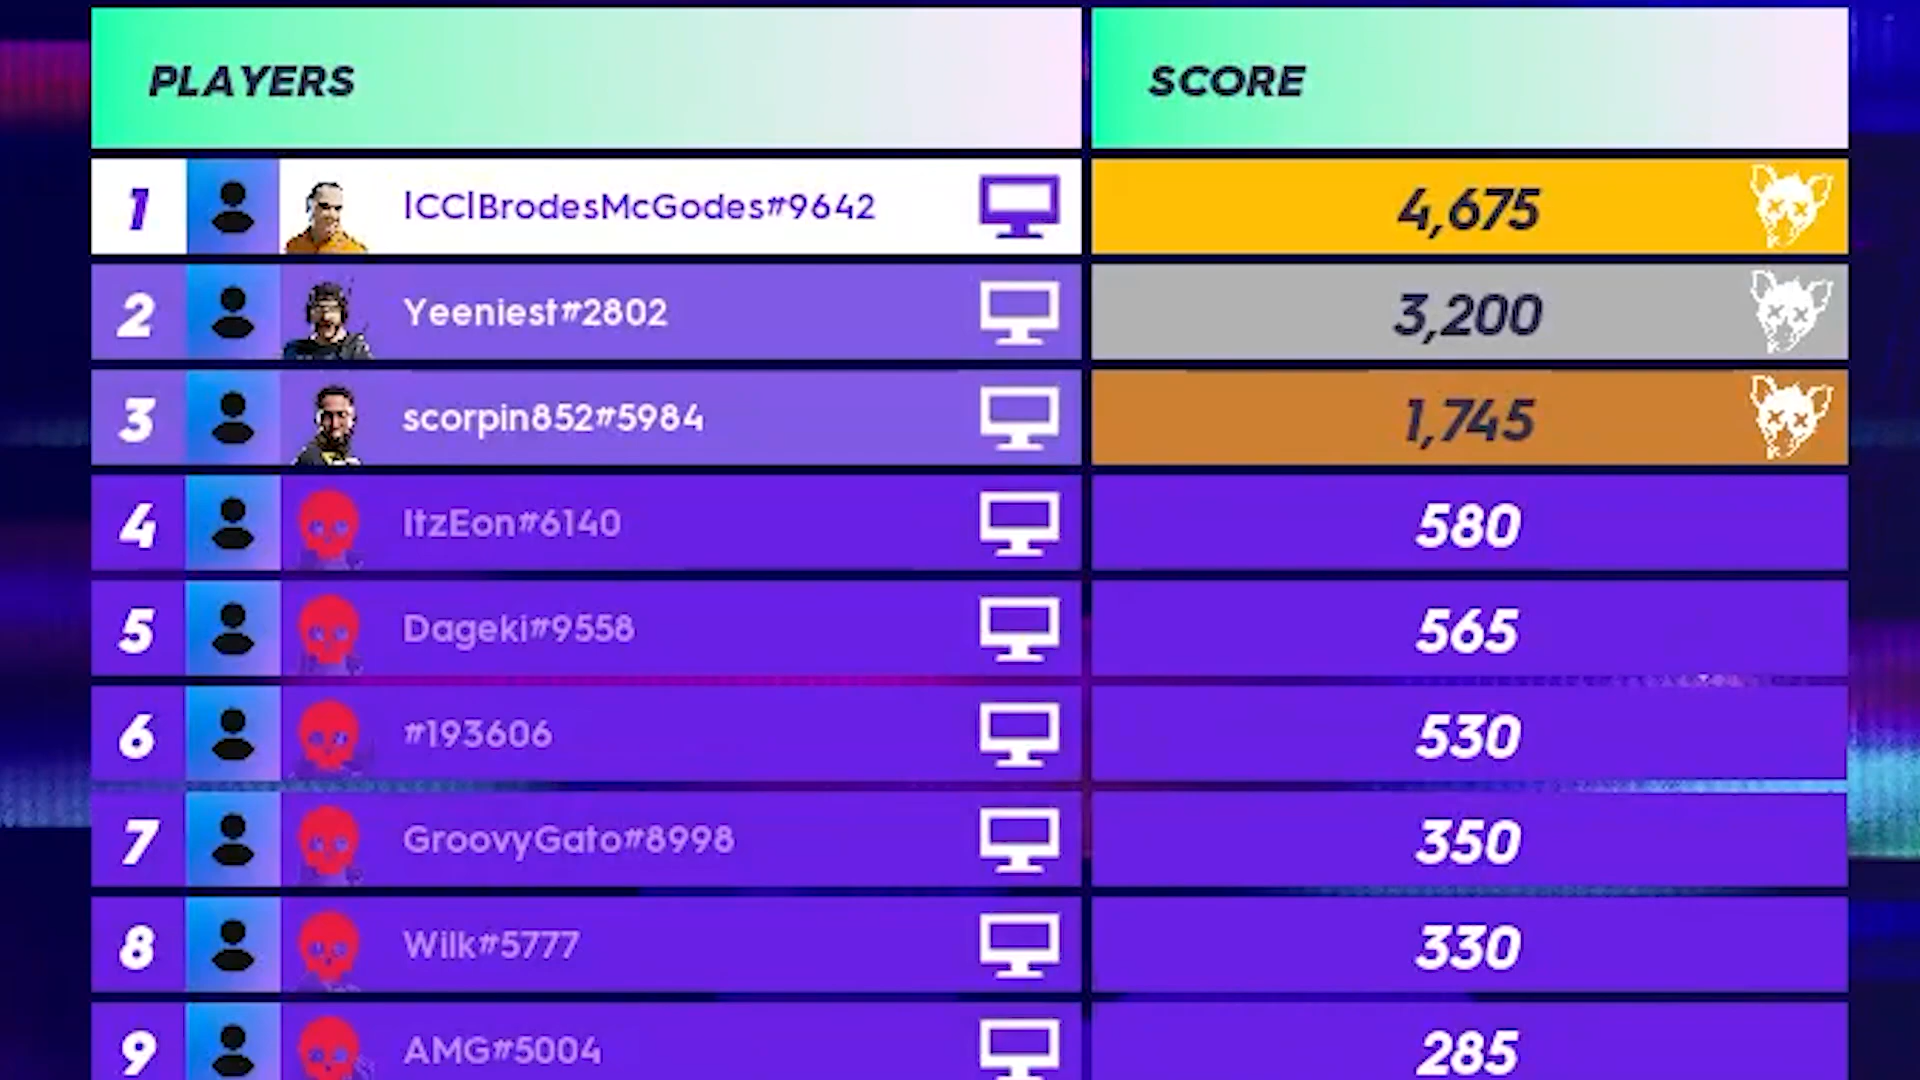 PLAYERS SCORE
1 lCClBrodesMcGodes#9642 4,675
2 Yeeniest#2802 3,200
3 scorpin852#5984 1,745
4 ItzEon#6140 580
5 Dageki#9558 565
6 #193606 530
7 GroovyGato#8998 350
8 Wilk#5777 330
9 AMG#5004 285